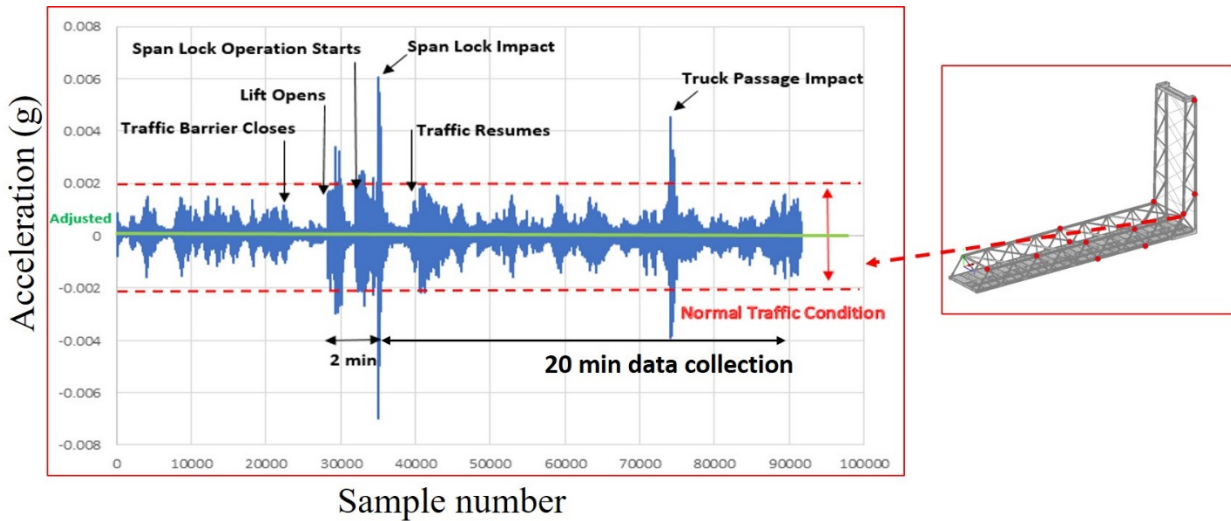 0.008
0.006
0.004
0.002
0
-0.002
-0.004
-0.006
-0.008
Acceleration (g)
Adjusted
Span Lock Operation Starts
Span Lock Impact
Lift Opens
Truck Passage Impact
Traffic Barrier Closes
Traffic Resumes
Normal Traffic Condition
2 min
20 min data collection
0 10000 20000 30000 40000 50000 60000 70000 80000 90000 100000
Sample number